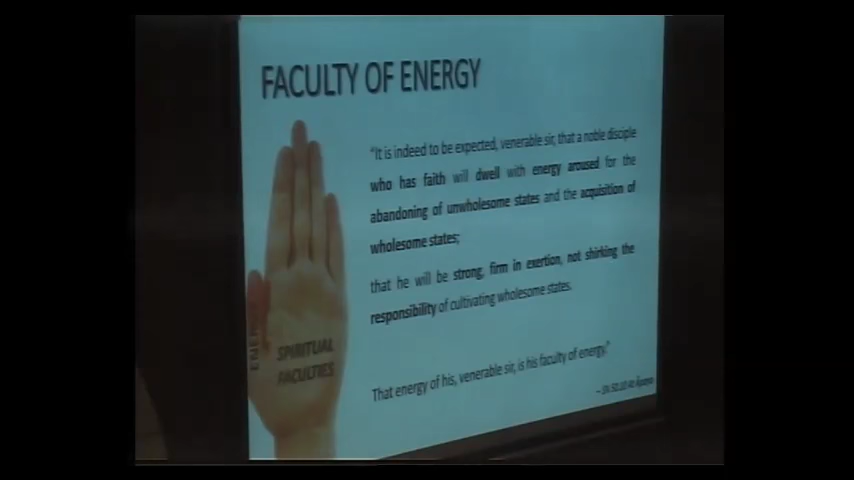 FACULTY OF ENERGY
"It is indeed to be expected, venerable sir, that a noble disciple
who has faith will dwell with energy aroused for the
abandoning of unwholesome states and the acquisition of
wholesome states;
that he will be strong, firm in exertion, not shirking the
responsibility of cultivating wholesome states.
That energy of his, venerable sir, is his faculty of energy."
SPIRITUAL
FACULTIES